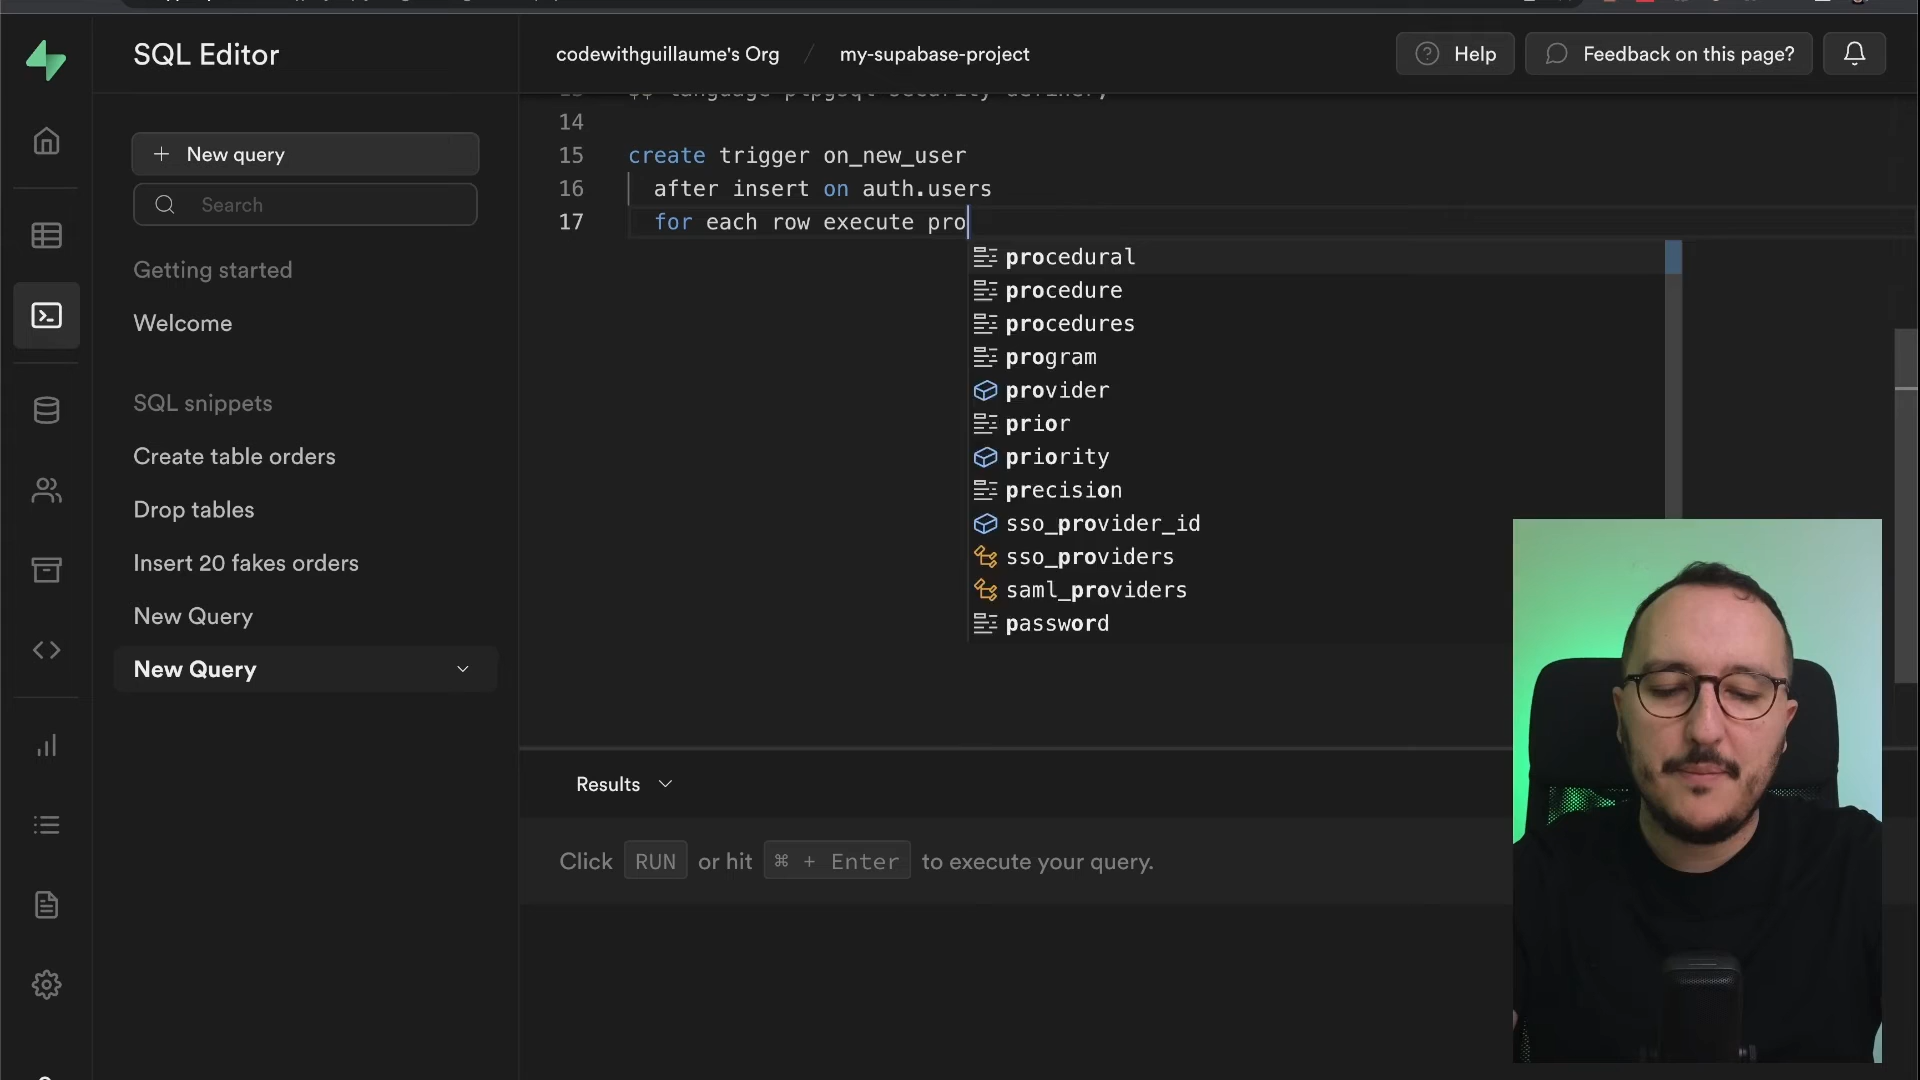 SQL Editor
codewithguillaume's Org / my-supabase-project
Help
Feedback on this page?
New query
Search
Getting started
Welcome
SQL snippets
Create table orders
Drop tables
Insert 20 fakes orders
New Query
New Query
14
15 create trigger on_new_user
16 after insert on auth.users
17 for each row execute pro
procedural
procedure
procedures
program
provider
prior
priority
precision
sso_provider_id
sso_providers
saml_providers
password
Results
Click RUN or hit ⌘ + Enter to execute your query.